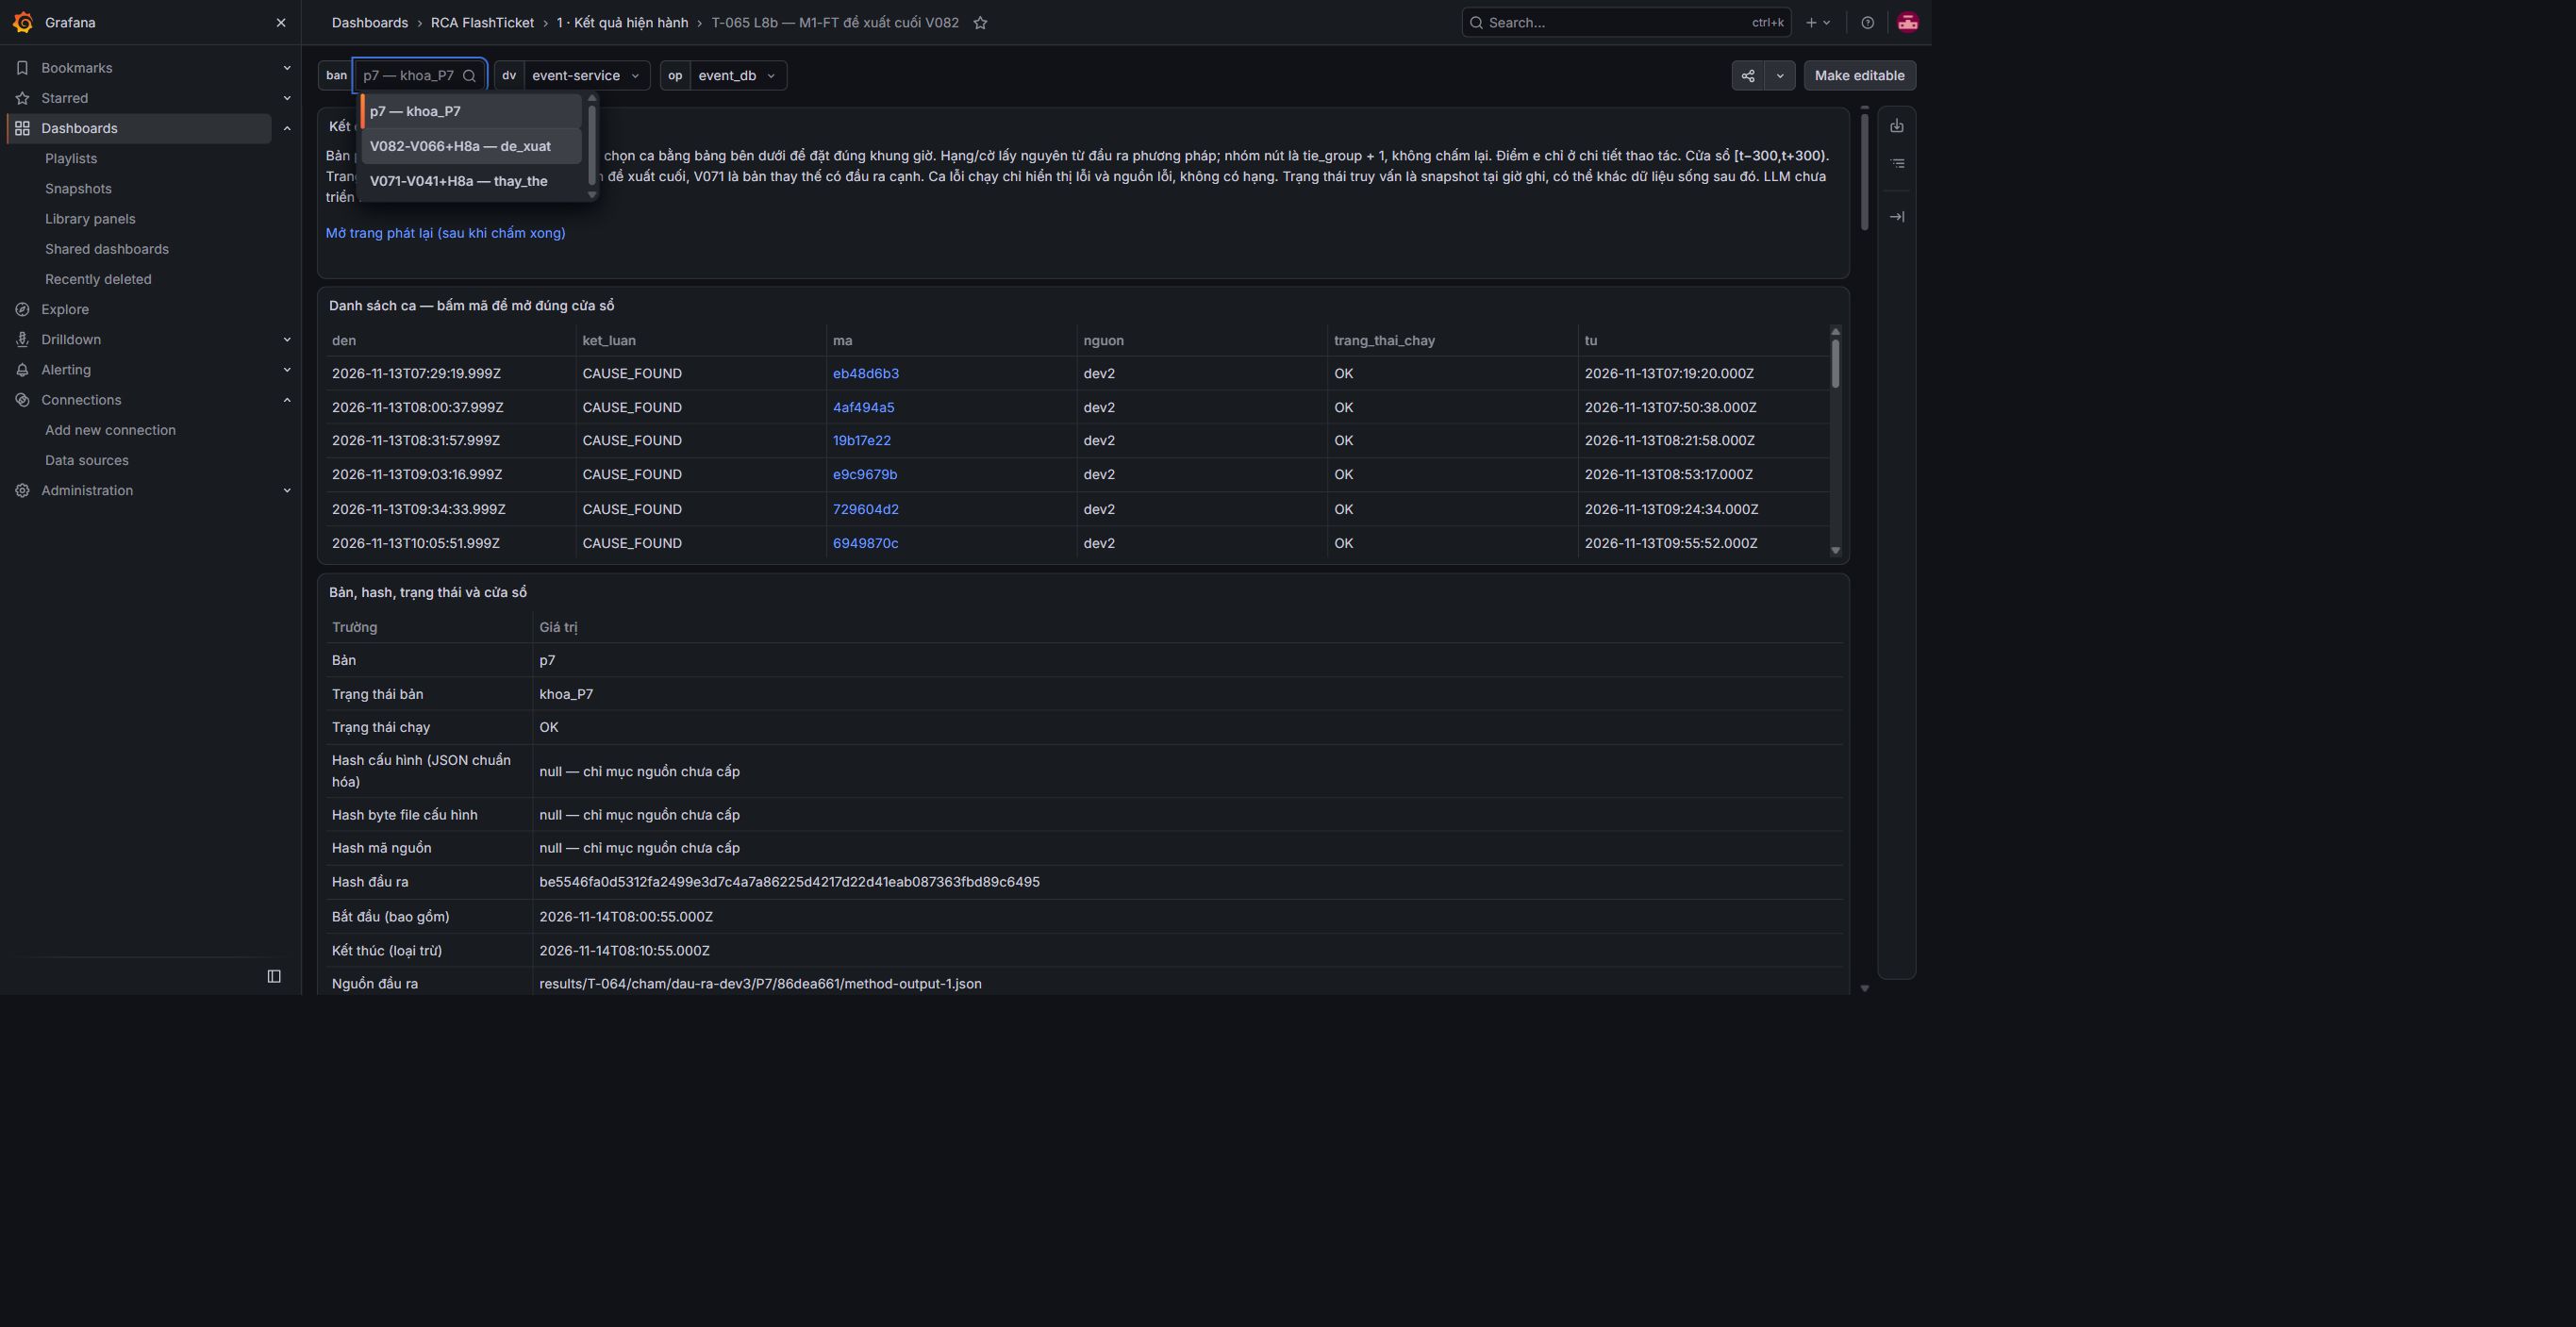 Grafana
Dashboards › RCA FlashTicket › 1 · Kết quả hiện hành › T-065 L8b — M1-FT đề xuất cuối V082
Search...
ctrl+k
Bookmarks
Starred
Dashboards
Playlists
Snapshots
Library panels
Shared dashboards
Recently deleted
Explore
Drilldown
Alerting
Connections
Add new connection
Data sources
Administration
ban
p7 — khoa_P7
dv
event-service
op
event_db
Make editable
p7 — khoa_P7
V082-V066+H8a — de_xuat
V071-V041+H8a — thay_the
Kết
Bản
chọn ca bằng bảng bên dưới để đặt đúng khung giờ. Hạng/cờ lấy nguyên từ đầu ra phương pháp; nhóm nút là tie_group + 1, không chấm lại. Điểm e chỉ ở chi tiết thao tác. Cửa sổ [t−300,t+300).
Tran
đề xuất cuối, V071 là bản thay thế có đầu ra cạnh. Ca lỗi chạy chỉ hiển thị lỗi và nguồn lỗi, không có hạng. Trạng thái truy vấn là snapshot tại giờ ghi, có thể khác dữ liệu sống sau đó. LLM chưa
triển
Mở trang phát lại (sau khi chấm xong)
Danh sách ca — bấm mã để mở đúng cửa sổ
den ket_luan ma nguon trang_thai_chay tu
2026-11-13T07:29:19.999Z CAUSE_FOUND eb48d6b3 dev2 OK 2026-11-13T07:19:20.000Z
2026-11-13T08:00:37.999Z CAUSE_FOUND 4af494a5 dev2 OK 2026-11-13T07:50:38.000Z
2026-11-13T08:31:57.999Z CAUSE_FOUND 19b17e22 dev2 OK 2026-11-13T08:21:58.000Z
2026-11-13T09:03:16.999Z CAUSE_FOUND e9c9679b dev2 OK 2026-11-13T08:53:17.000Z
2026-11-13T09:34:33.999Z CAUSE_FOUND 729604d2 dev2 OK 2026-11-13T09:24:34.000Z
2026-11-13T10:05:51.999Z CAUSE_FOUND 6949870c dev2 OK 2026-11-13T09:55:52.000Z
Bản, hash, trạng thái và cửa sổ
Trường Giá trị
Bản p7
Trạng thái bản khoa_P7
Trạng thái chạy OK
Hash cấu hình (JSON chuẩn hóa) null — chỉ mục nguồn chưa cấp
Hash byte file cấu hình null — chỉ mục nguồn chưa cấp
Hash mã nguồn null — chỉ mục nguồn chưa cấp
Hash đầu ra be5546fa0d5312fa2499e3d7c4a7a86225d4217d22d41eab087363fbd89c6495
Bắt đầu (bao gồm) 2026-11-14T08:00:55.000Z
Kết thúc (loại trừ) 2026-11-14T08:10:55.000Z
Nguồn đầu ra results/T-064/cham/dau-ra-dev3/P7/86dea661/method-output-1.json